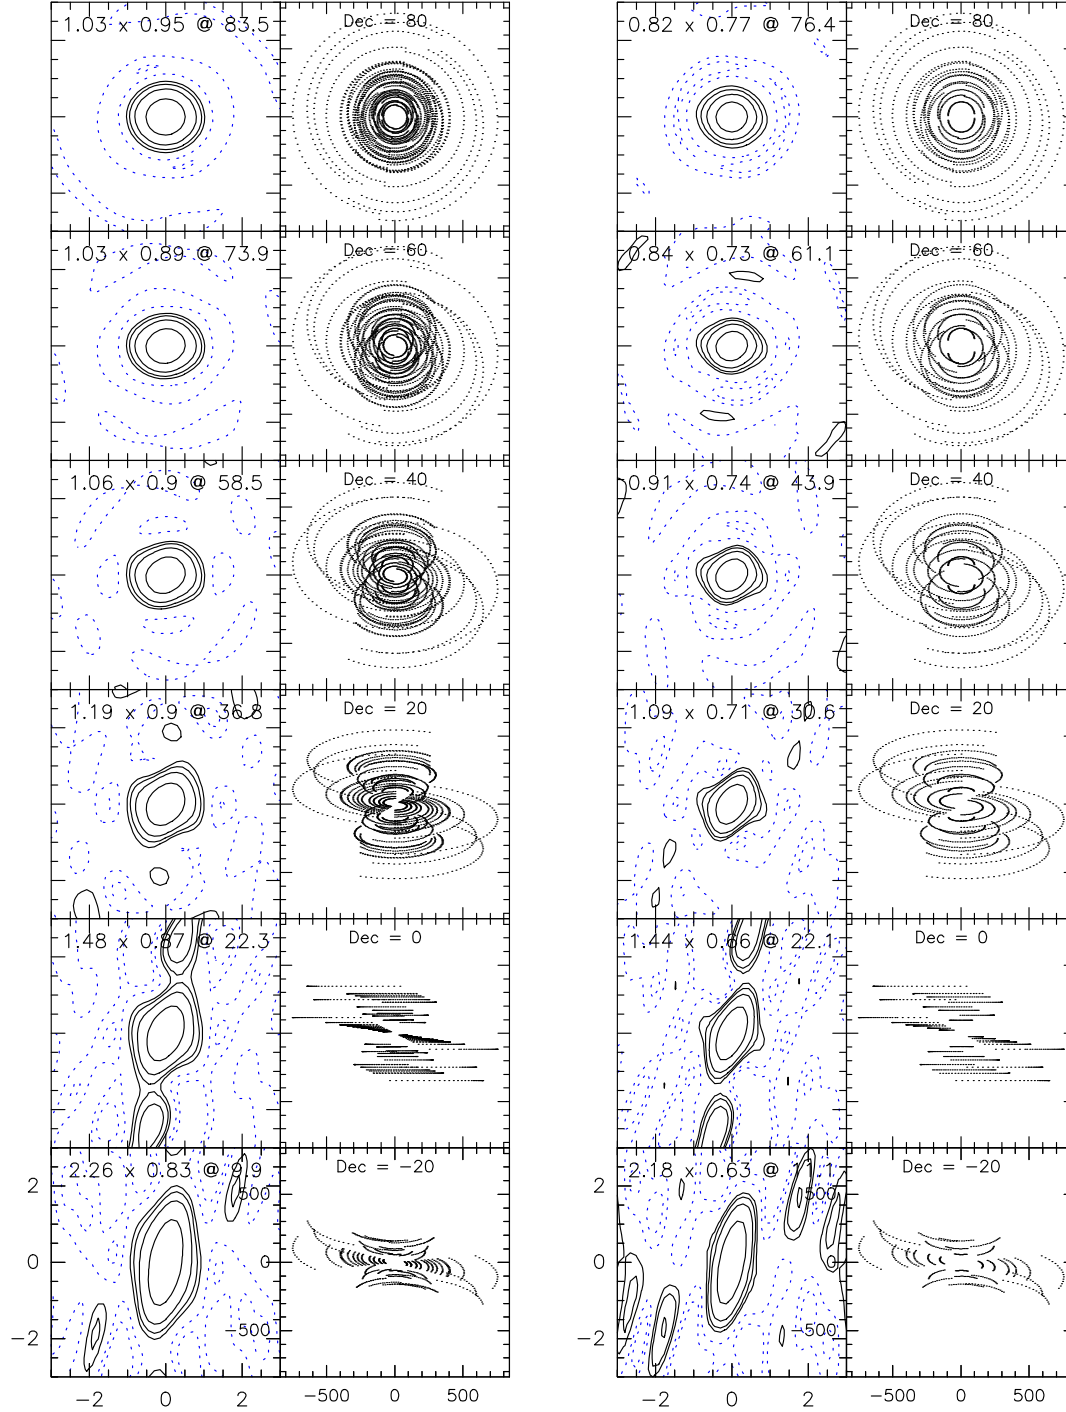 1.03 x 0.95 @ 83.5
Dec = 80
0.82 x 0.77 @ 76.4
Dec = 80
1.03 x 0.89 @ 73.9
Dec = 60
0.84 x 0.73 @ 61.1
Dec = 60
1.06 x 0.9 @ 58.5
Dec = 40
0.91 x 0.74 @ 43.9
Dec = 40
1.19 x 0.9 @ 36.8
Dec = 20
1.09 x 0.71 @ 30.6
Dec = 20
1.48 x 0.87 @ 22.3
Dec = 0
1.44 x 0.66 @ 22.1
Dec = 0
2.26 x 0.83 @ 9.9
Dec = −20
2.18 x 0.63 @ 11.1
Dec = −20
2
500
2
500
0
0
0
0
−2
−500
−2
−500
−2 0 2
−500 0 500
−2 0 2
−500 0 500